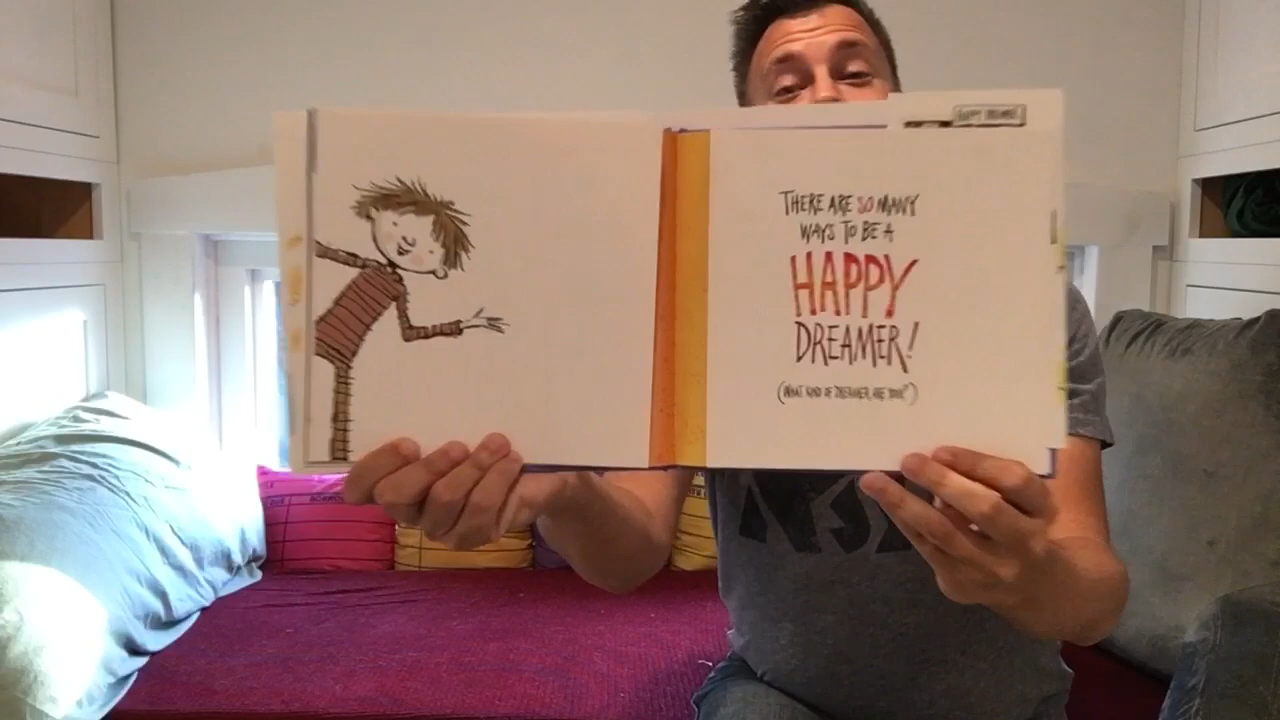 THERE ARE SO MANY
WAYS TO BE A
HAPPY
DREAMER!
(WHAT KIND OF DREAMER ARE YOU?)